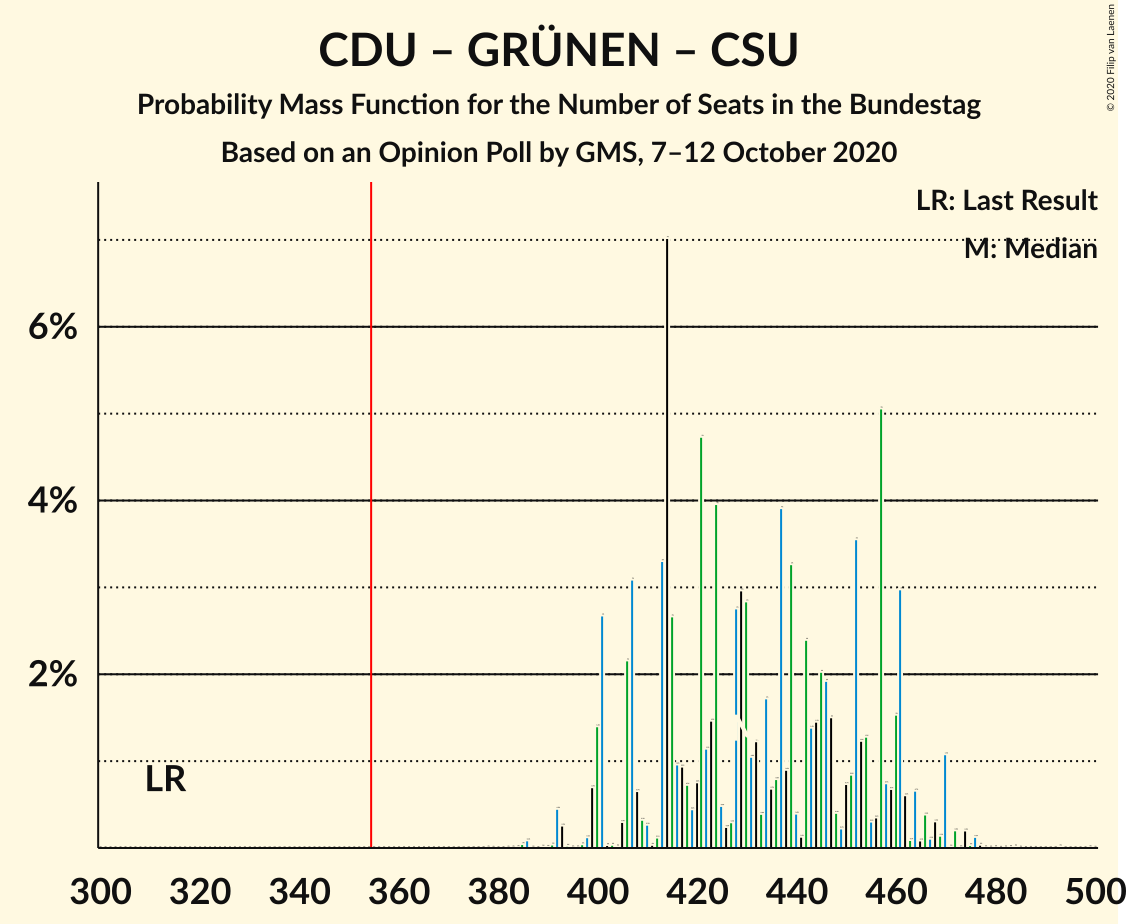 CDU – GRÜNEN – CSU
Probability Mass Function for the Number of Seats in the Bundestag
Based on an Opinion Poll by GMS, 7–12 October 2020
© 2020 Filip van Laenen
LR: Last Result
M: Median
6%
4%
2%
LR
300 320 340 360 380 400 420 440 460 480 500